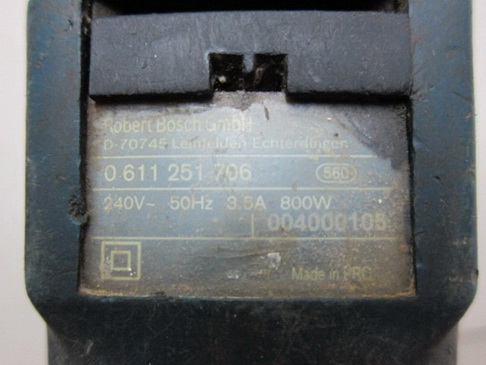 Robert Bosch GmbH
D-70745 Leinfelden-Echterdingen
0 611 251 706 560
240V~ 50Hz 3.5A 800W
004000105
Made in PRC